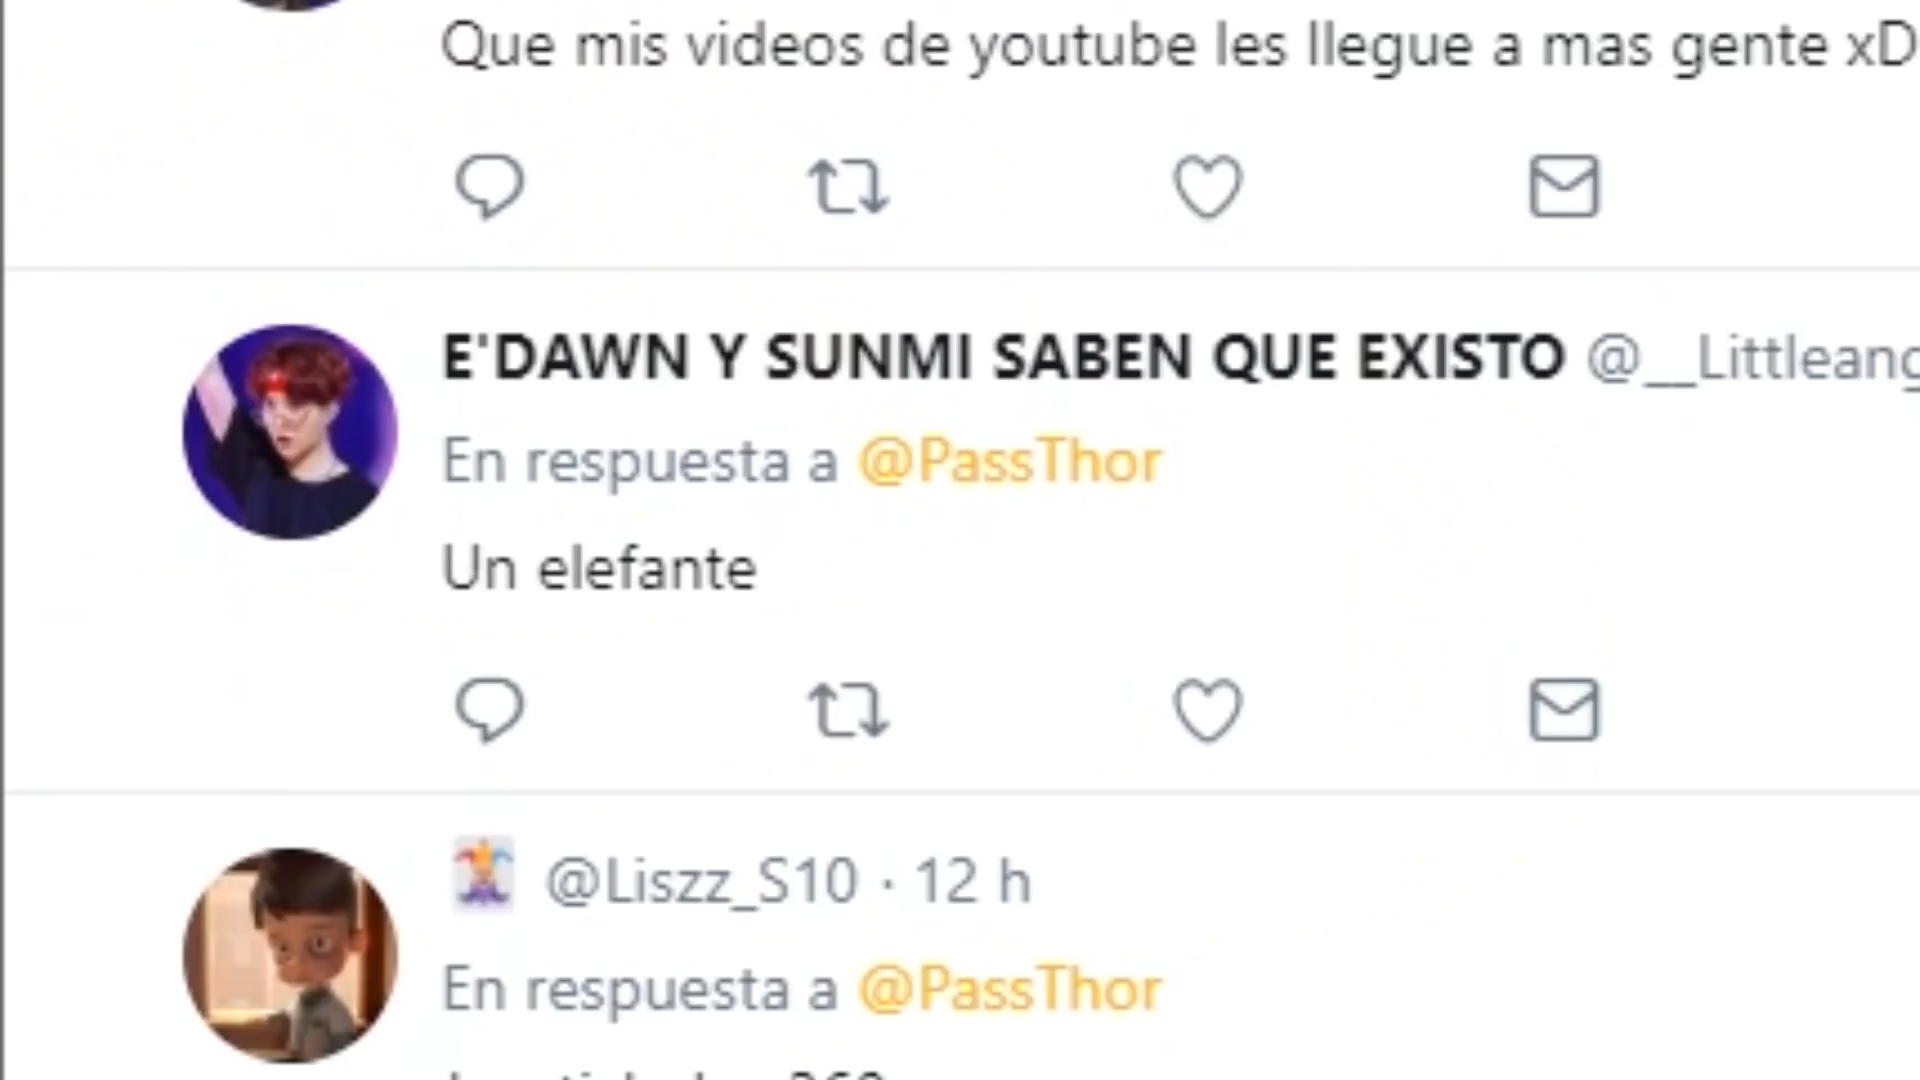 Que mis videos de youtube les llegue a mas gente xD
E'DAWN Y SUNMI SABEN QUE EXISTO @__Littleang
En respuesta a @PassThor
Un elefante
@Liszz_S10 · 12 h
En respuesta a @PassThor